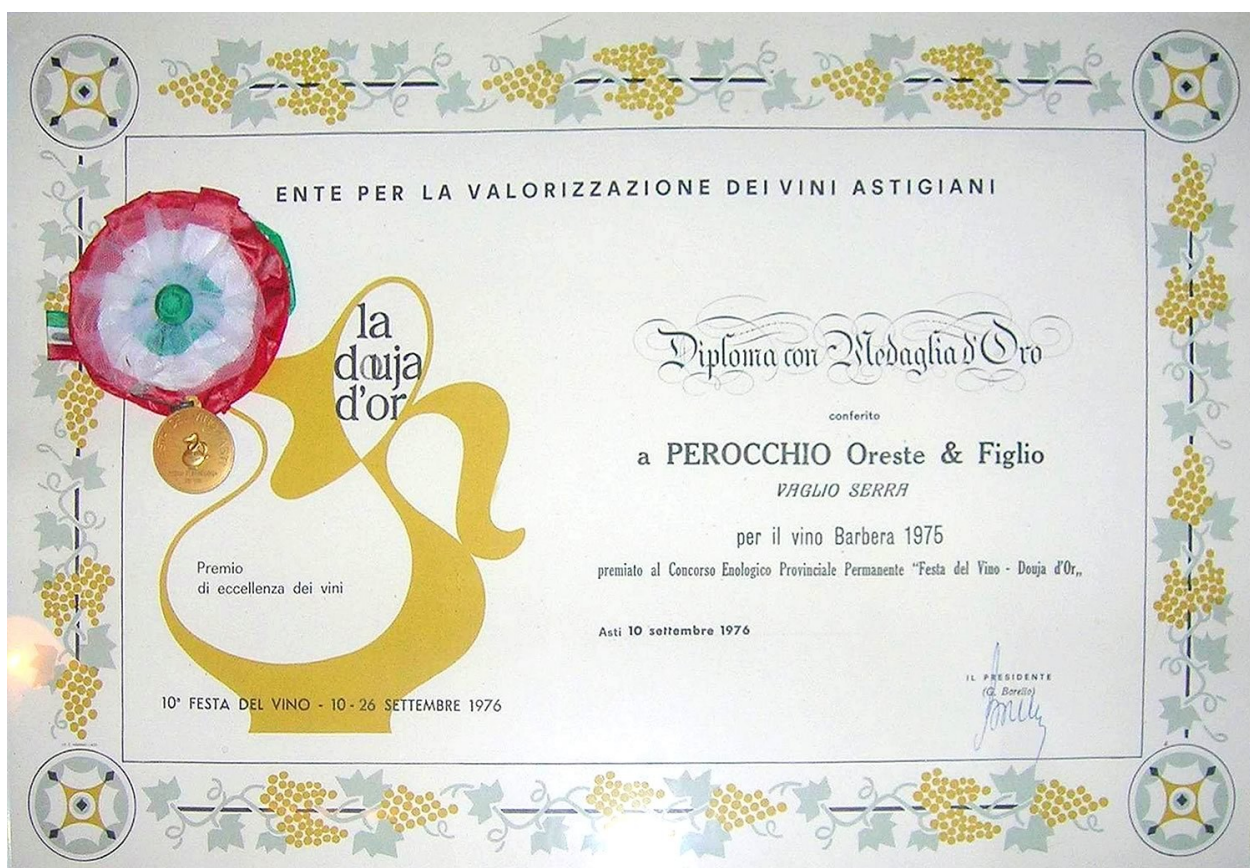 ENTE PER LA VALORIZZAZIONE DEI VINI ASTIGIANI
la
douja
d'or
Premio
di eccellenza dei vini
10ª FESTA DEL VINO - 10 - 26 SETTEMBRE 1976
Diploma con Medaglia d'Oro
conferito
a PEROCCHIO Oreste & Figlio
VAGLIO SERRA
per il vino Barbera 1975
premiato al Concorso Enologico Provinciale Permanente “Festa del Vino - Douja d'Or„
Asti 10 settembre 1976
IL PRESIDENTE
(G. Borello)